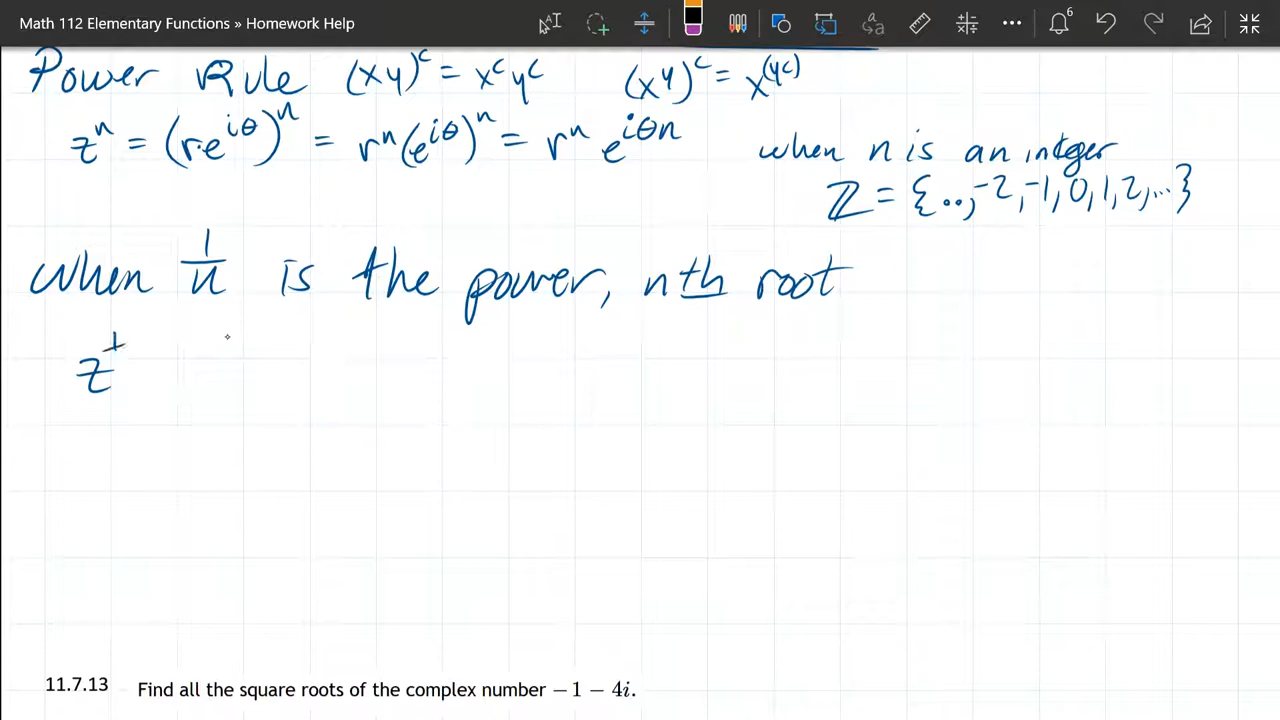 Math 112 Elementary Functions » Homework Help
6
Power Rule (xy)^c = x^c y^c (x^y)^c = x^(yc)
z^n = (re^iθ)^n = r^n (e^iθ)^n = r^n e^iθn when n is an integer
ℤ = {..,-2,-1,0,1,2,...}
when 1/n is the power, nth root
z^1
11.7.13 Find all the square roots of the complex number −1 − 4i.